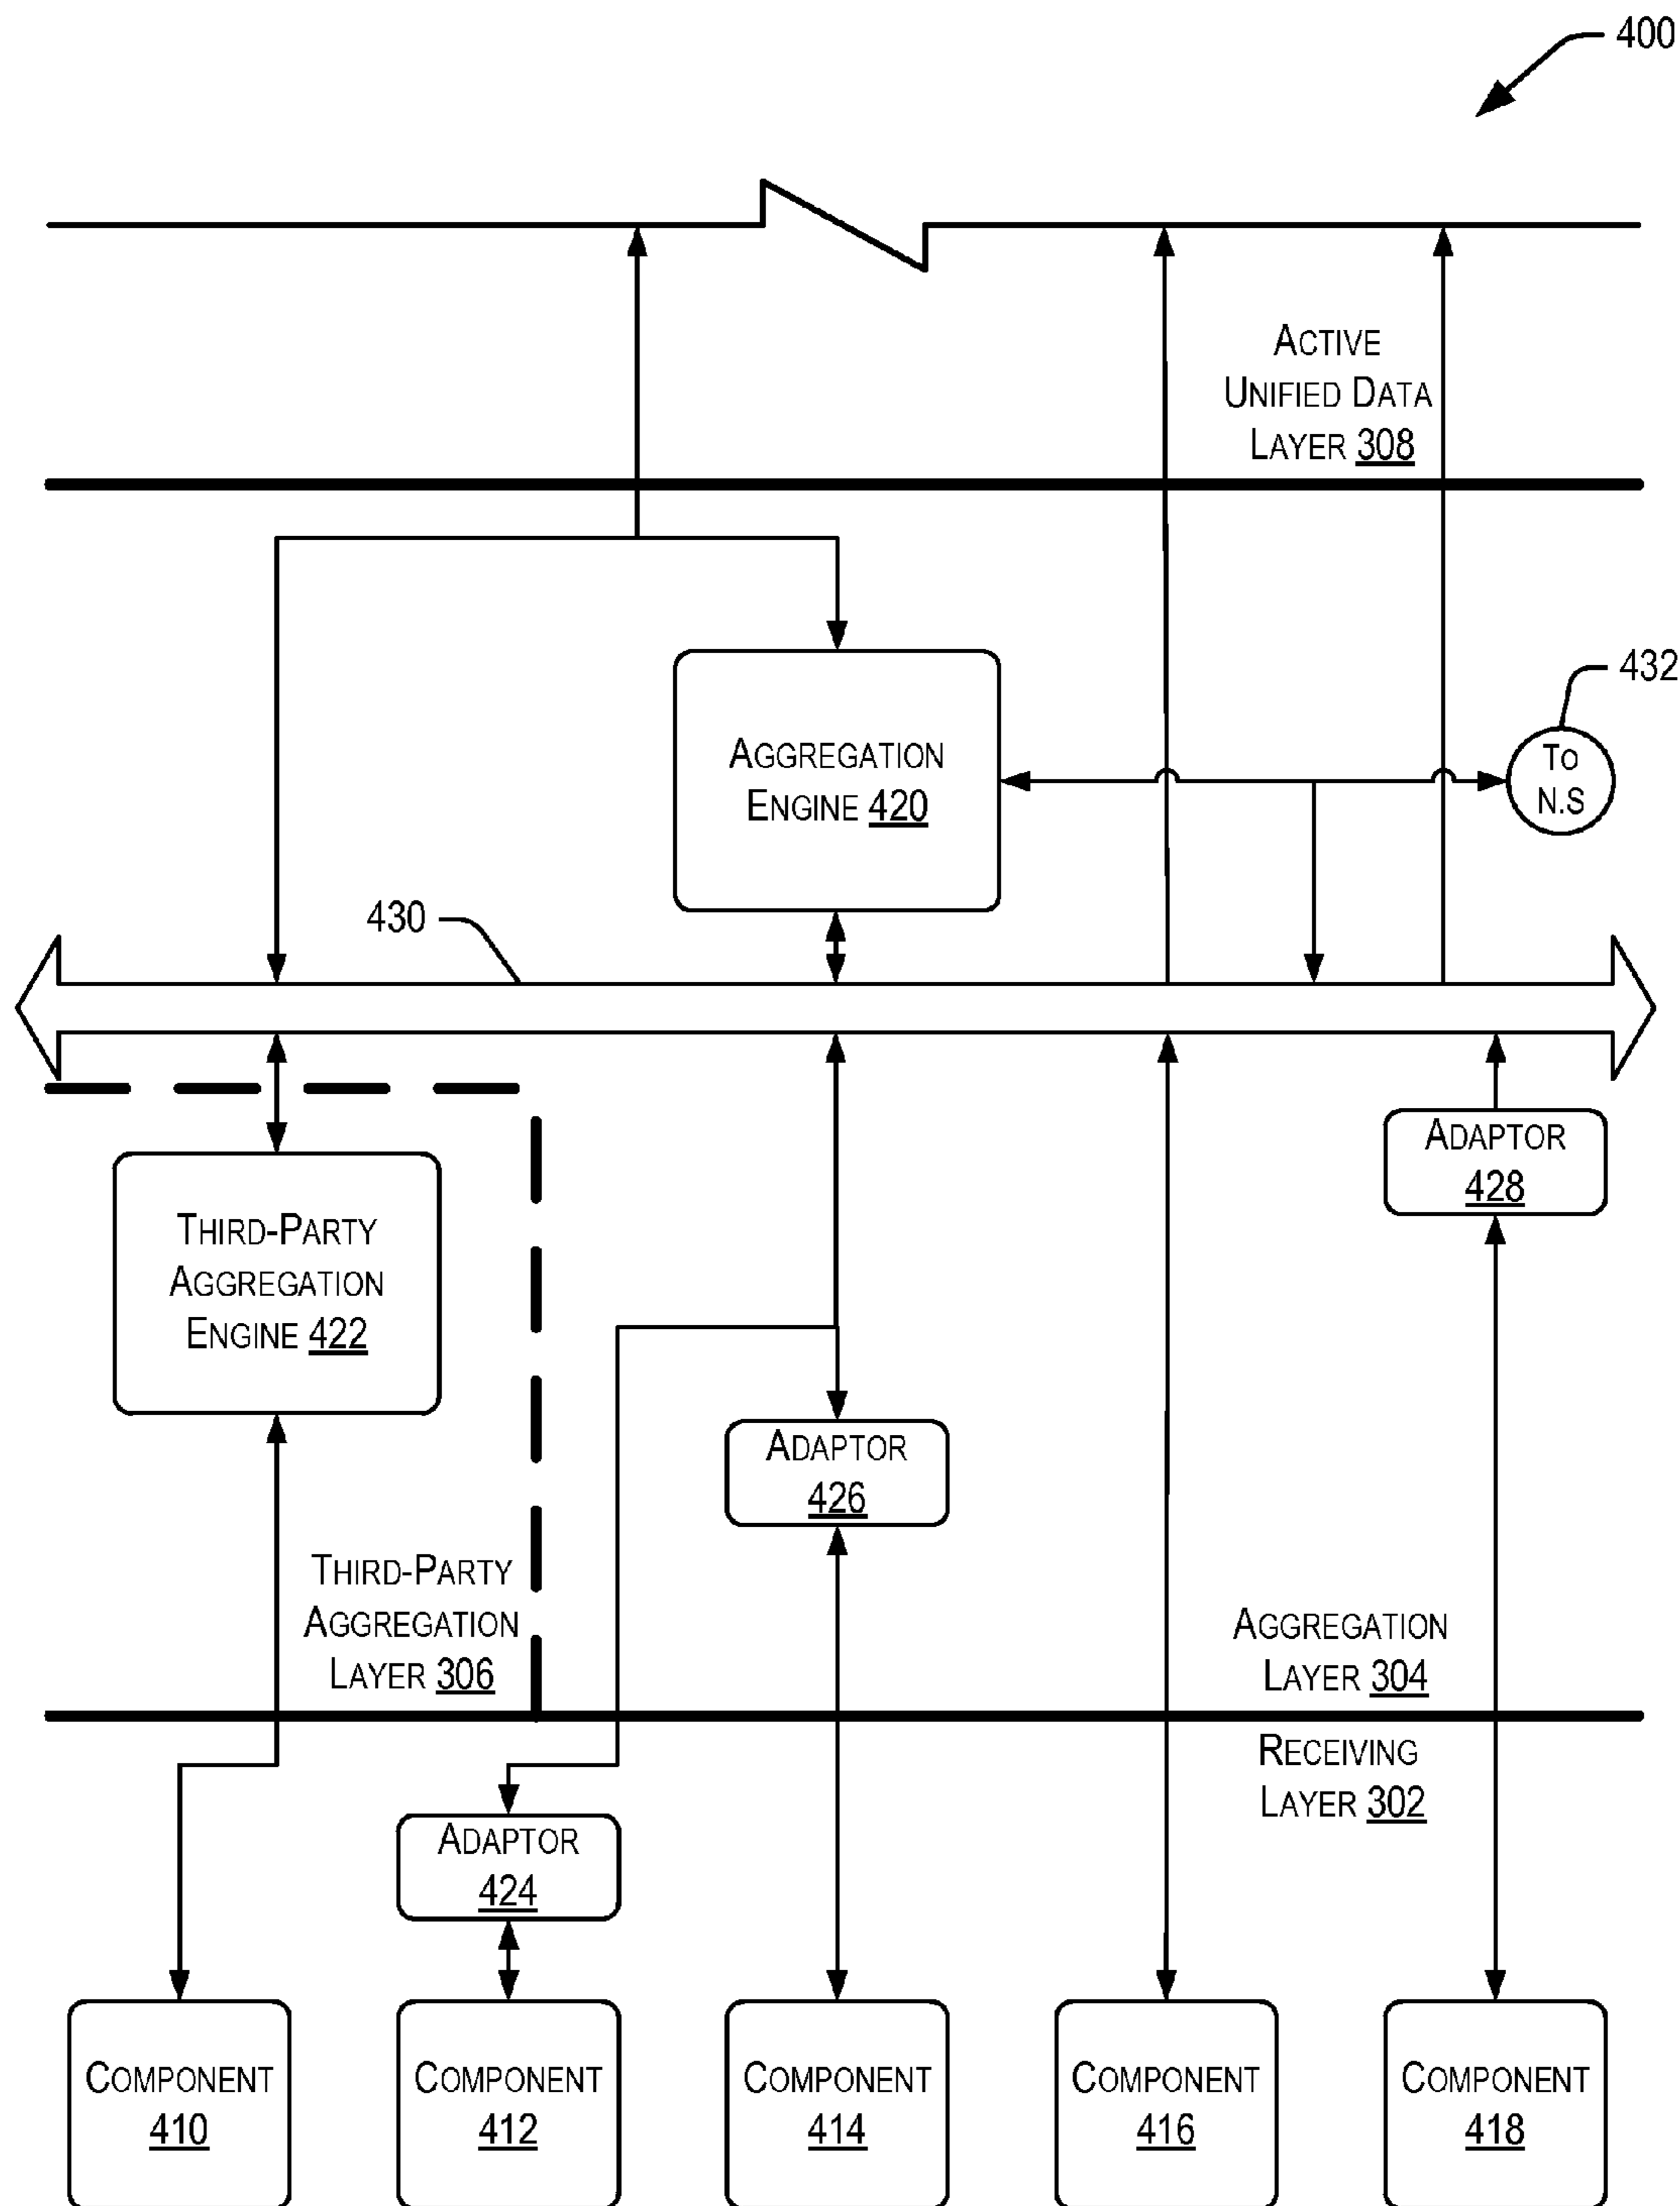 400
ACTIVE
UNIFIED DATA
LAYER 308
432
TO
N.S
AGGREGATION
ENGINE 420
430
ADAPTOR
428
THIRD-PARTY
AGGREGATION
ENGINE 422
ADAPTOR
426
THIRD-PARTY
AGGREGATION
LAYER 306
AGGREGATION
LAYER 304
RECEIVING
LAYER 302
ADAPTOR
424
COMPONENT
410
COMPONENT
412
COMPONENT
414
COMPONENT
416
COMPONENT
418